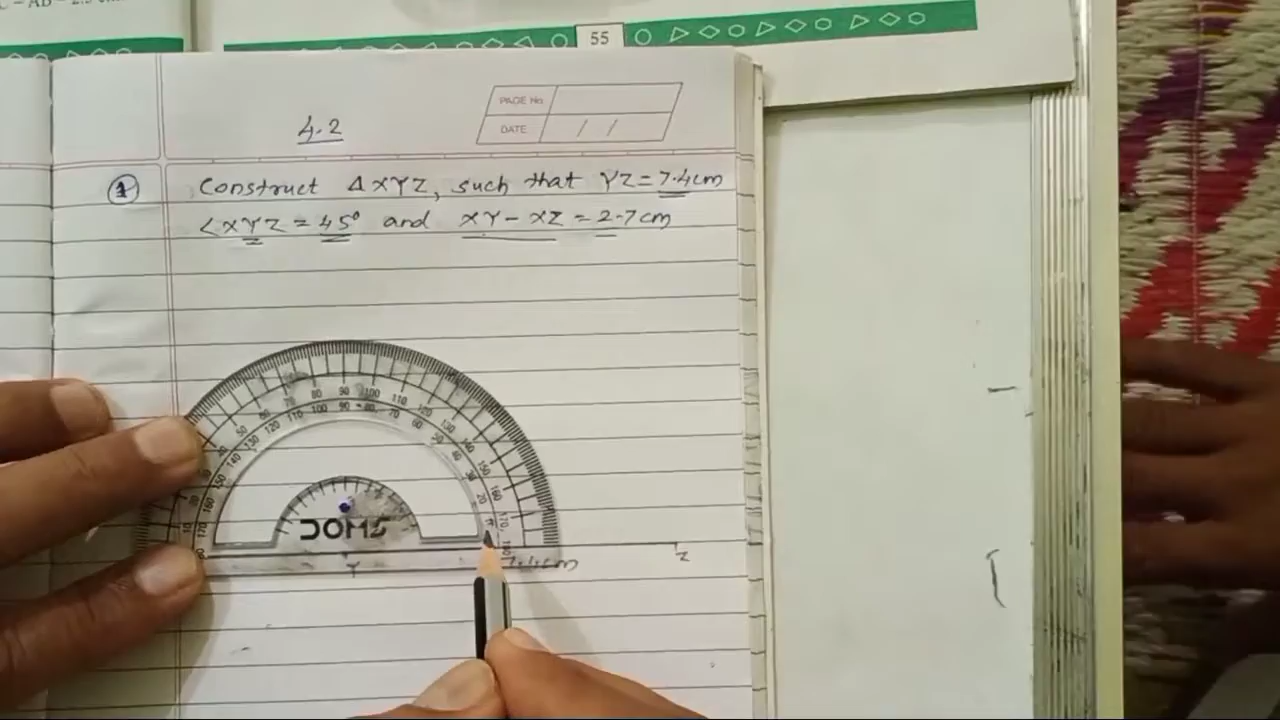 55
PAGE No.
DATE / /
4.2
1 Construct ΔXYZ, such that YZ = 7.4cm
∠XYZ = 45° and XY - XZ = 2.7cm
DOMS
Y 7.4cm Z